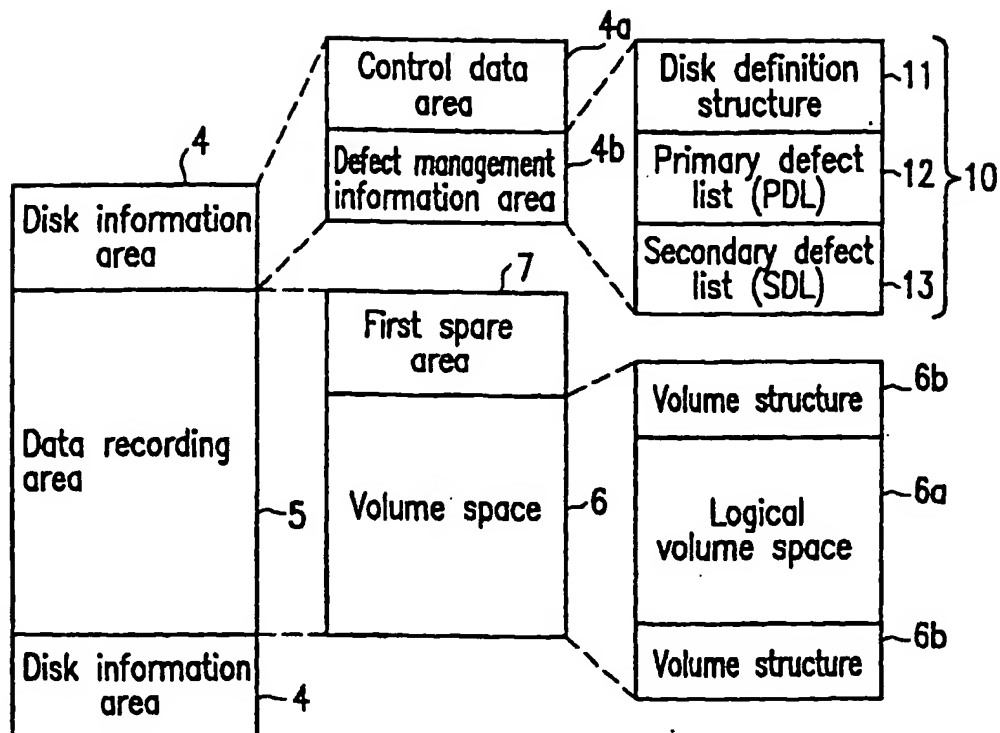 4
Disk information
area
Data recording
area
5
Disk information
area
4
4a
Control data
area
4b
Defect management
information area
7
First spare
area
Volume space
6
Disk definition
structure
11
Primary defect
list (PDL)
12
Secondary defect
list (SDL)
13
10
6b
Volume structure
6a
Logical
volume space
6b
Volume structure